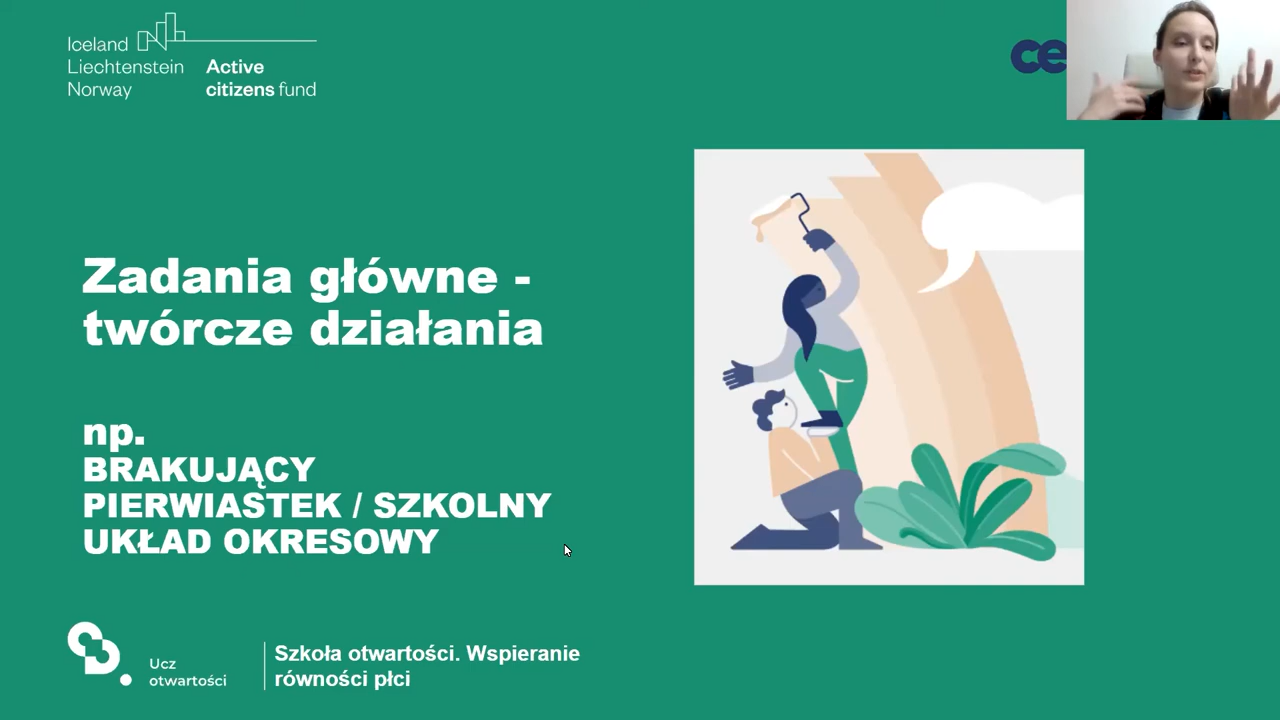 Iceland
Liechtenstein
Norway
Active
citizens fund
ce
Zadania główne -
twórcze działania
np.
BRAKUJĄCY
PIERWIASTEK / SZKOLNY
UKŁAD OKRESOWY
Ucz
otwartości
Szkoła otwartości. Wspieranie
równości płci